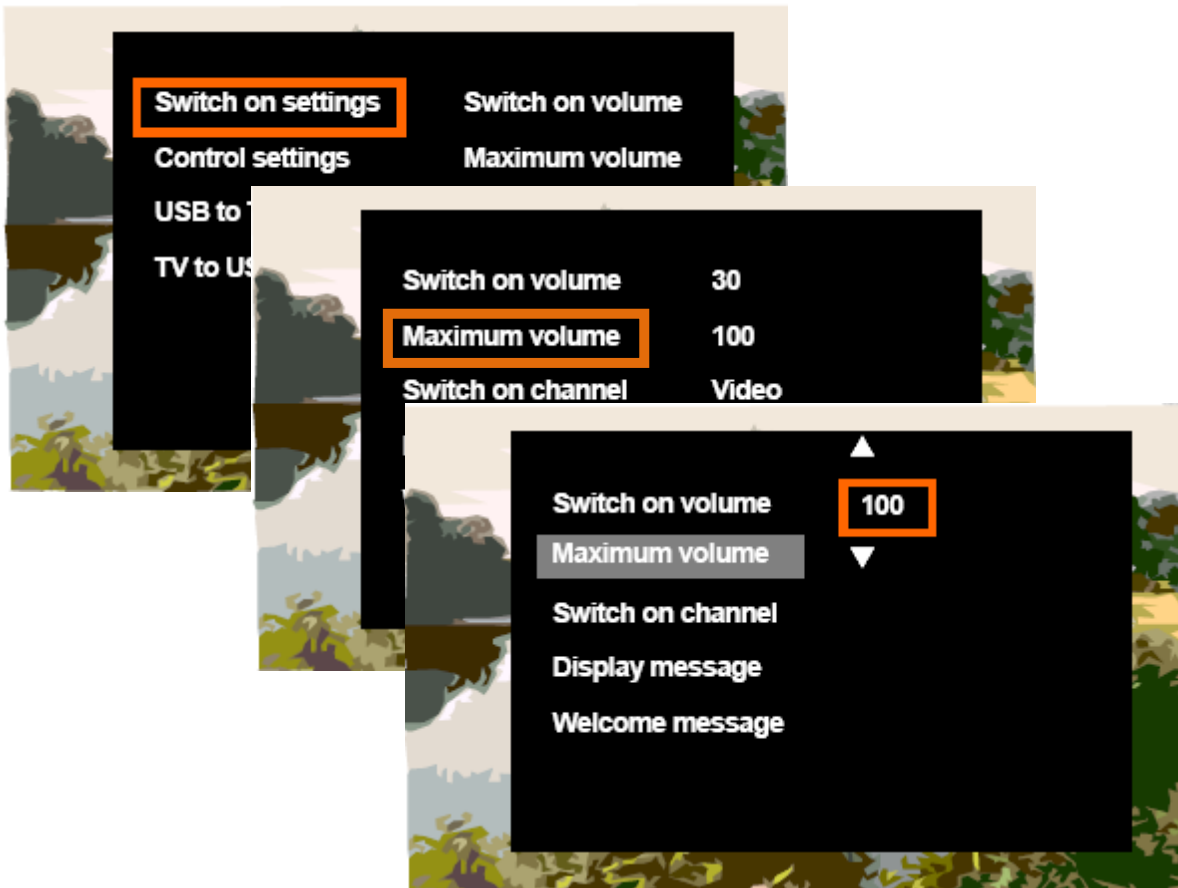 Switch on settings Switch on volume
Control settings Maximum volume
USB to
TV to
Switch on volume 30
Maximum volume 100
Switch on channel Video
Switch on volume 100
Maximum volume
Switch on channel
Display message
Welcome message